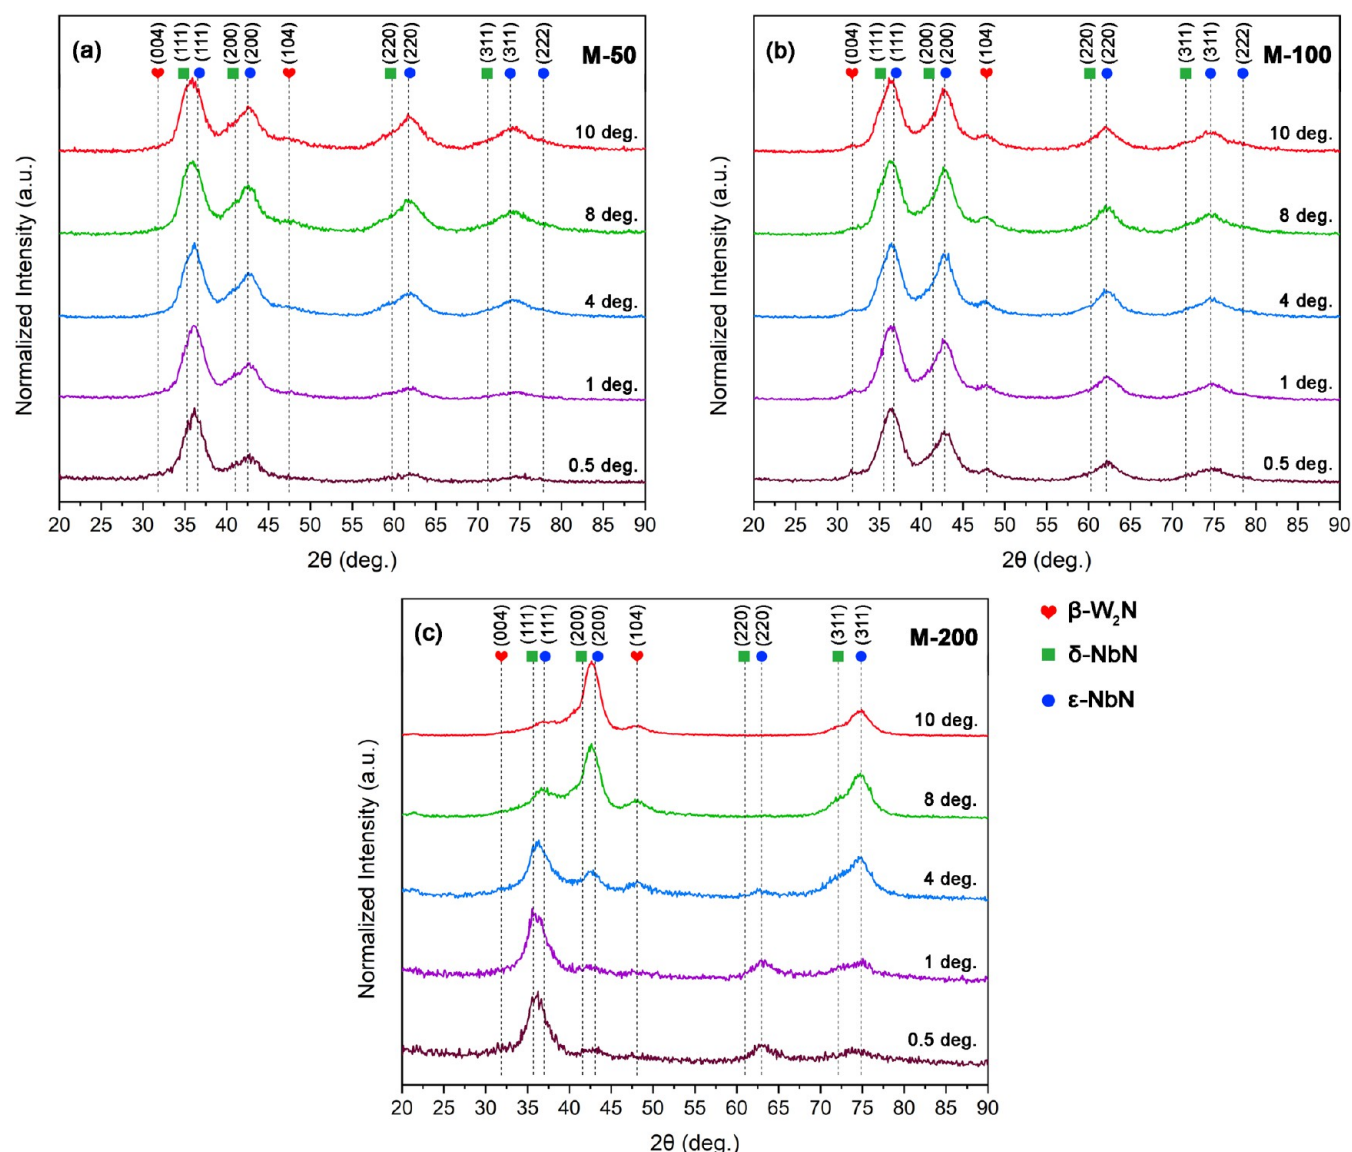 (a)
(004) (111) (111) (200) (200) (104) (220) (220) (311) (311) (222)
M-50
10 deg.
8 deg.
4 deg.
1 deg.
0.5 deg.
Normalized Intensity (a.u.)
20 25 30 35 40 45 50 55 60 65 70 75 80 85 90
2θ (deg.)
(b)
(004) (111) (111) (200) (200) (104) (220) (220) (311) (311) (222)
M-100
10 deg.
8 deg.
4 deg.
1 deg.
0.5 deg.
Normalized Intensity (a.u.)
20 25 30 35 40 45 50 55 60 65 70 75 80 85 90
2θ (deg.)
(c)
(004) (111) (111) (200) (200) (104) (220) (220) (311) (311)
M-200
10 deg.
8 deg.
4 deg.
1 deg.
0.5 deg.
Normalized Intensity (a.u.)
20 25 30 35 40 45 50 55 60 65 70 75 80 85 90
2θ (deg.)
β-W₂N
δ-NbN
ε-NbN